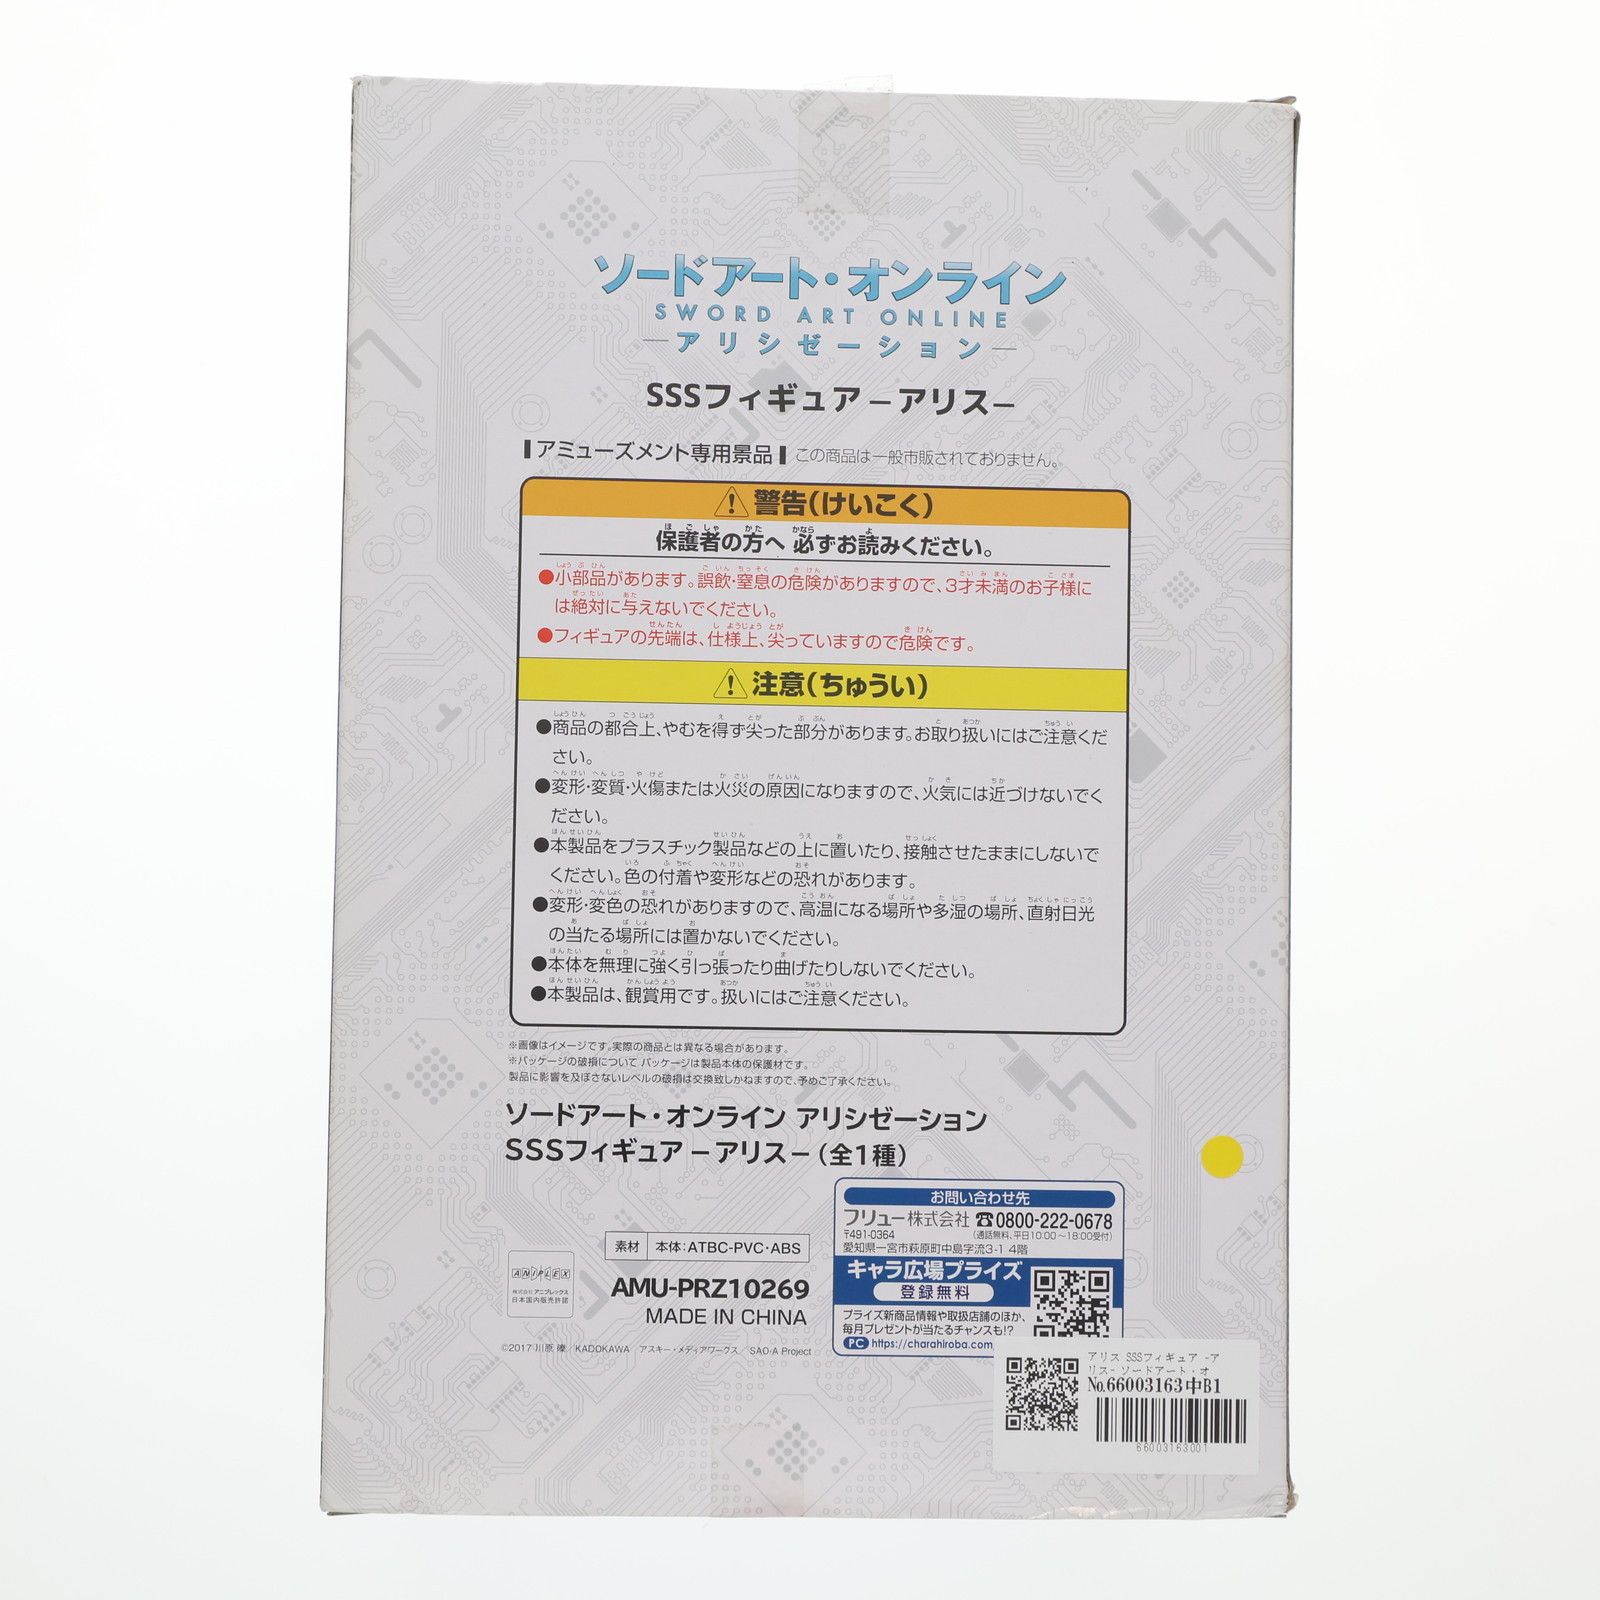 ソードアート・オンライン
SWORD ART ONLINE
アリシゼーション
SSSフィギュア－アリス－
アミューズメント専用景品 この商品は一般市販されておりません。
警告(けいこく)
保護者の方へ 必ずお読みください。
●小部品があります。誤飲・窒息の危険がありますので、3才未満のお子様に
は絶対に与えないでください。
●フィギュアの先端は、仕様上、尖っていますので危険です。
注意(ちゅうい)
●商品の都合上、やむを得ず尖った部分があります。お取り扱いにはご注意くだ
さい。
●変形・変質・火傷または火災の原因になりますので、火気には近づけないでく
ださい。
●本製品をプラスチック製品などの上に置いたり、接触させたままにしないで
ください。色の付着や変形などの恐れがあります。
●変形・変色の恐れがありますので、高温になる場所や多湿の場所、直射日光
の当たる場所には置かないでください。
●本体を無理に強く引っ張ったり曲げたりしないでください。
●本製品は、観賞用です。扱いにはご注意ください。
※画像はイメージです。実際の商品とは異なる場合があります。
※パッケージの破損について パッケージは製品本体の保護材です。
製品に影響を及ぼさないレベルの破損は交換致しかねますので、予めご了承ください。
ソードアート・オンライン アリシゼーション
SSSフィギュア－アリス－(全1種)
お問い合わせ先
フリュー株式会社 ☎0800-222-0678
〒491-0364 (通話無料、平日10:00～18:00受付)
愛知県一宮市萩原町中島字流3-1 4階
キャラ広場プライズ
登録無料
プライズ新商品情報や取扱店舗のほか、
毎月プレゼントが当たるチャンスも!?
PC https://charahiroba.com
素材 本体:ATBC-PVC・ABS
AMU-PRZ10269
MADE IN CHINA
ANIPLEX
株式会社 アニプレックス
日本国内販売許諾
©2017 川原 礫／KADOKAWA アスキー・メディアワークス／SAO-A Project
アリス SSSフィギュア -ア
リス- ソードアート・オ
No.66003163中B1
66003163001